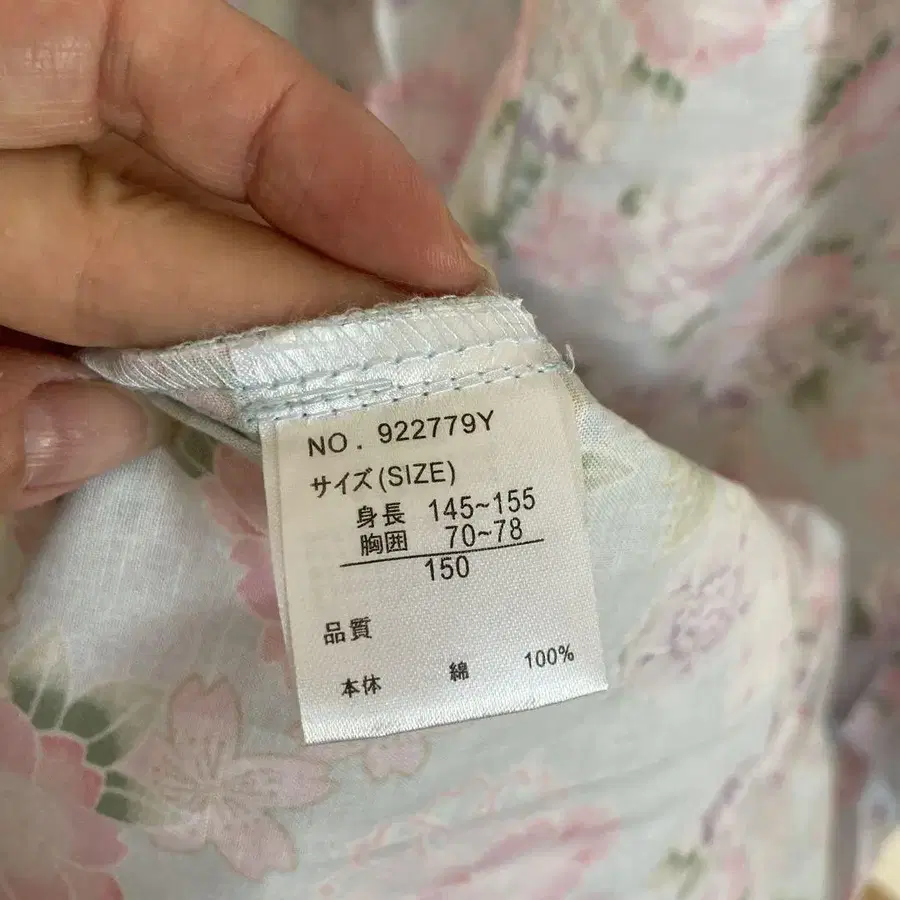 NO. 922779Y
サイズ(SIZE)
身長 145~155
胸囲 70~78
150
品質
本体 綿 100%